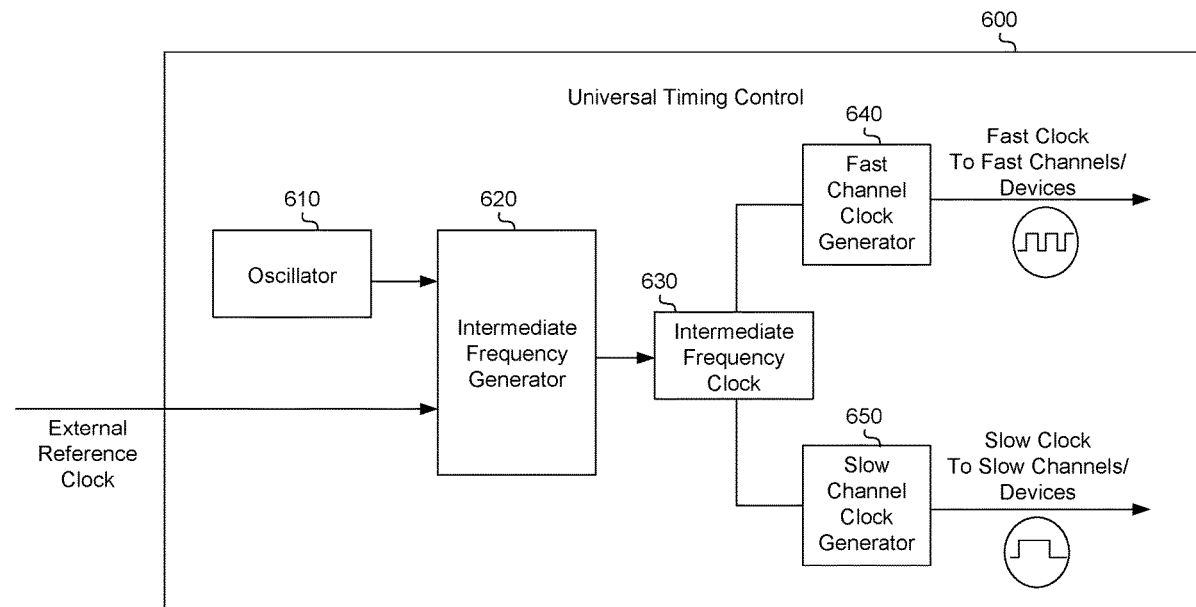 600
Universal Timing Control
640
Fast
Channel
Clock
Generator
Fast Clock
To Fast Channels/
Devices
610
Oscillator
620
Intermediate
Frequency
Generator
630
Intermediate
Frequency
Clock
External
Reference
Clock
650
Slow
Channel
Clock
Generator
Slow Clock
To Slow Channels/
Devices